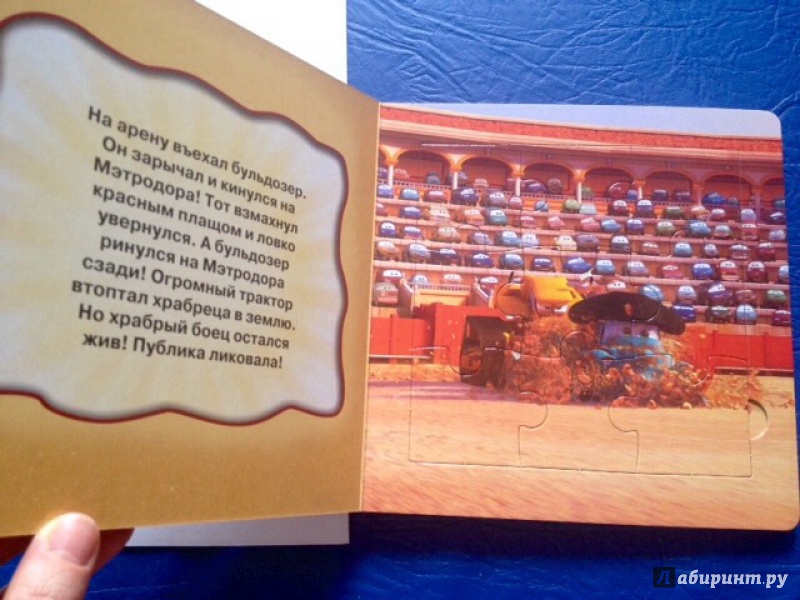 На арену въехал бульдозер.
Он зарычал и кинулся на
Мэтродора! Тот взмахнул
красным плащом и ловко
увернулся. А бульдозер
ринулся на Мэтродора
сзади! Огромный трактор
втоптал храбреца в землю.
Но храбрый боец остался
жив! Публика ликовала!
Лабиринт.ру